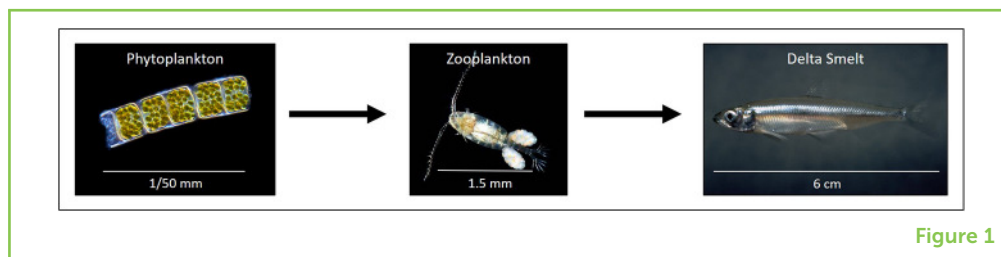 Phytoplankton
1/50 mm
Zooplankton
1.5 mm
Delta Smelt
6 cm
Figure 1